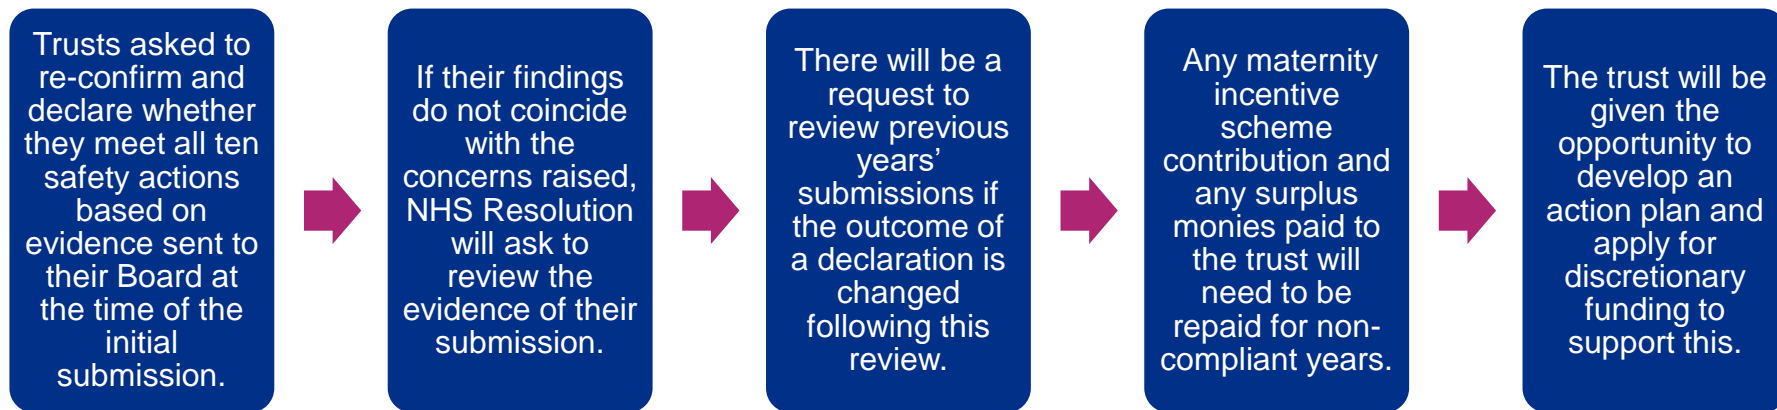 Trusts asked to
re-confirm and
declare whether
they meet all ten
safety actions
based on
evidence sent to
their Board at
the time of the
initial
submission.
If their findings
do not coincide
with the
concerns raised,
NHS Resolution
will ask to
review the
evidence of their
submission.
There will be a
request to
review previous
years’
submissions if
the outcome of
a declaration is
changed
following this
review.
Any maternity
incentive
scheme
contribution and
any surplus
monies paid to
the trust will
need to be
repaid for non-
compliant years.
The trust will be
given the
opportunity to
develop an
action plan and
apply for
discretionary
funding to
support this.